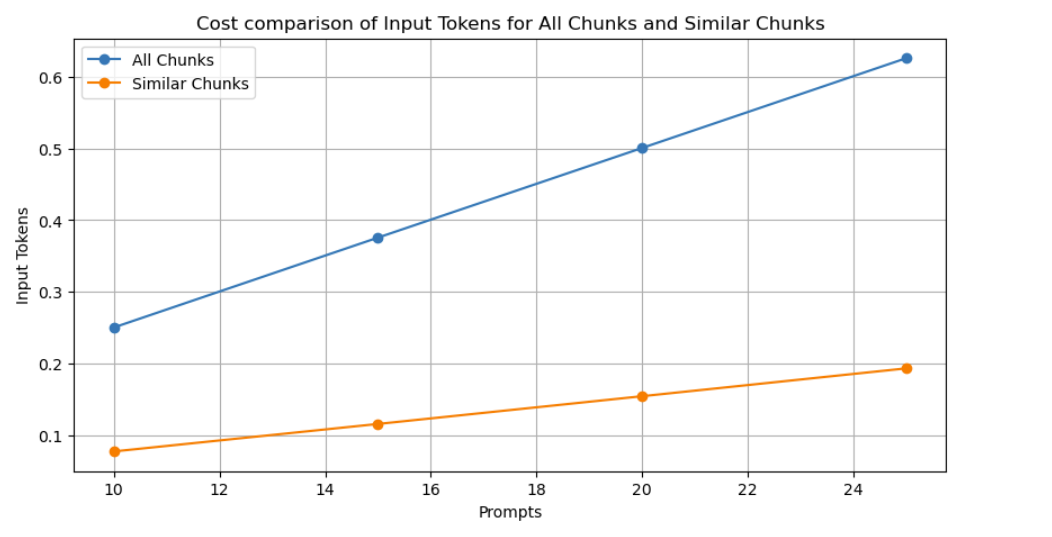 Cost comparison of Input Tokens for All Chunks and Similar Chunks
All Chunks
Similar Chunks
Input Tokens
0.6
0.5
0.4
0.3
0.2
0.1
10 12 14 16 18 20 22 24
Prompts